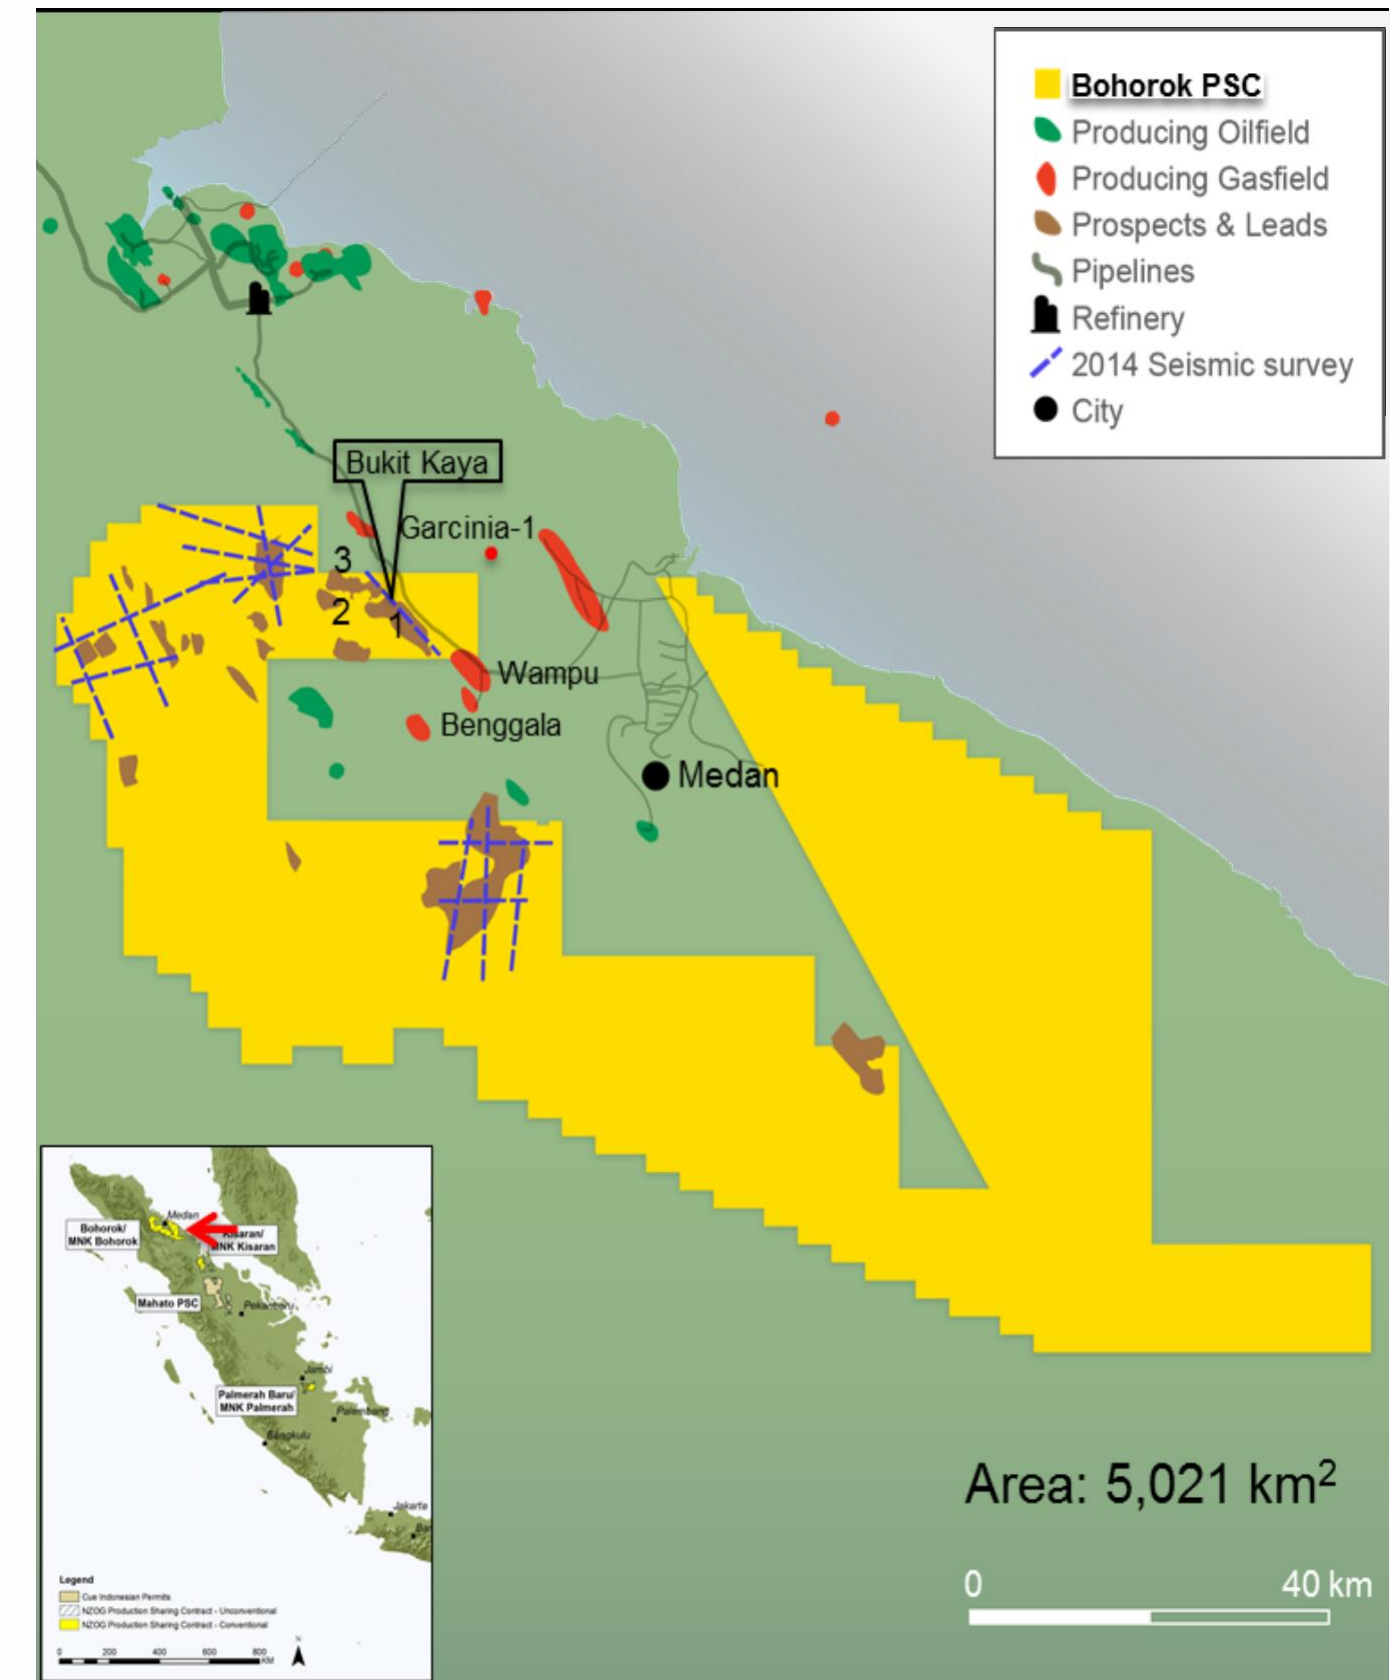 Bohorok PSC
Producing Oilfield
Producing Gasfield
Prospects & Leads
Pipelines
Refinery
2014 Seismic survey
City
Bukit Kaya
Garcinia-1
3
2
1
Wampu
Benggala
Medan
Area: 5,021 km²
0 40 km
Medan
Bohorok/
MNK Bohorok
Kisaran/
MNK Kisaran
Mahato PSC
Pekanbaru
Jambi
Palmerah Baru/
MNK Palmerah
Palembang
Bengkulu
Jakarta
Legend
Cue Indonesian Permits
NZOG Production Sharing Contract - Unconventional
NZOG Production Sharing Contract - Conventional
0 200 400 600 800
KM
N